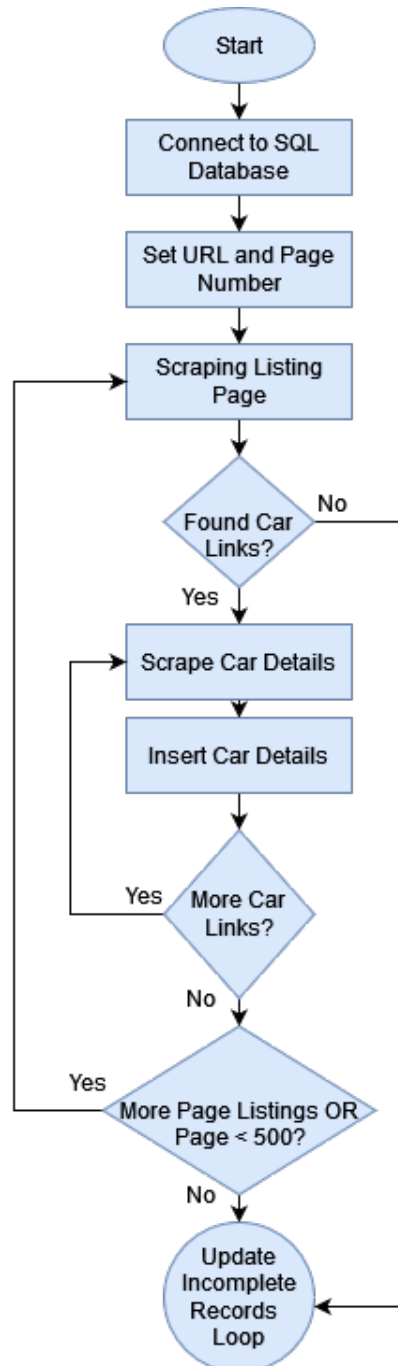 Start
Connect to SQL
Database
Set URL and Page
Number
Scraping Listing
Page
Found Car
Links?
No
Yes
Scrape Car Details
Insert Car Details
More Car
Links?
Yes
No
More Page Listings OR
Page < 500?
Yes
No
Update
Incomplete
Records
Loop